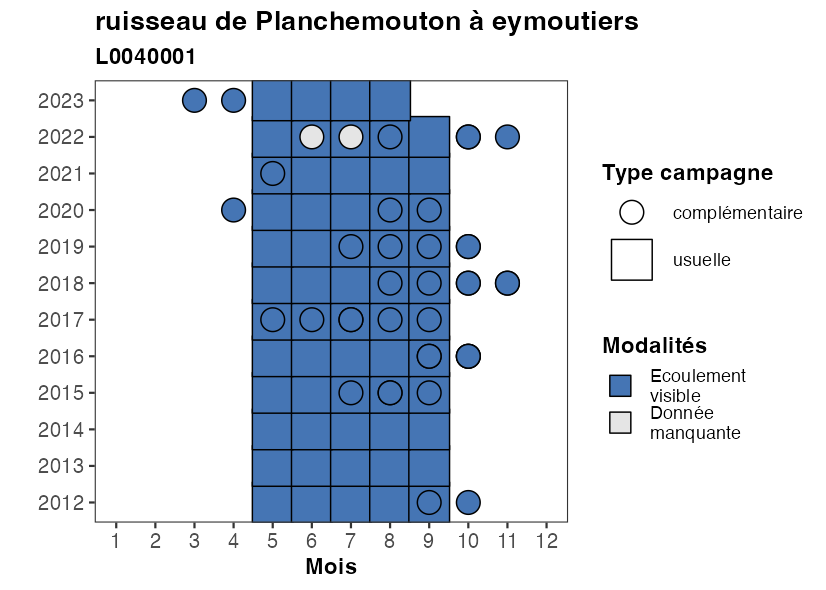 ruisseau de Planchemouton à eymoutiers
L0040001
2023
2022
2021
2020
2019
2018
2017
2016
2015
2014
2013
2012
1 2 3 4 5 6 7 8 9 10 11 12
Mois
Type campagne
complémentaire
usuelle
Modalités
Ecoulement
visible
Donnée
manquante